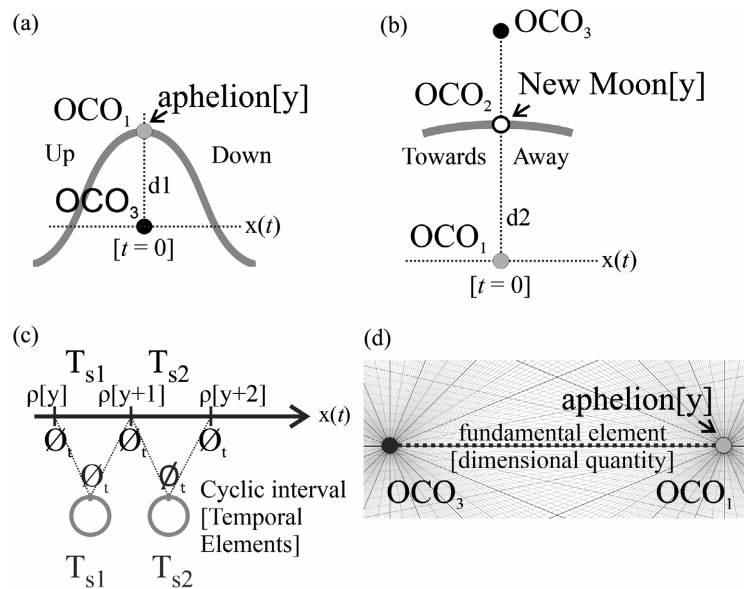 (a)
OCO₁
aphelion[y]
Up
Down
d1
OCO₃
x(t)
[t = 0]
(b)
OCO₃
OCO₂
New Moon[y]
Towards
Away
d2
OCO₁
x(t)
[t = 0]
(c)
Tₛ₁ Tₛ₂
ρ[y] ρ[y+1] ρ[y+2]
x(t)
Øₜ Øₜ Øₜ
Øₜ Øₜ
Cyclic interval
[Temporal
Elements]
Tₛ₁ Tₛ₂
(d)
aphelion[y]
fundamental element
[dimensional quantity]
OCO₃ OCO₁